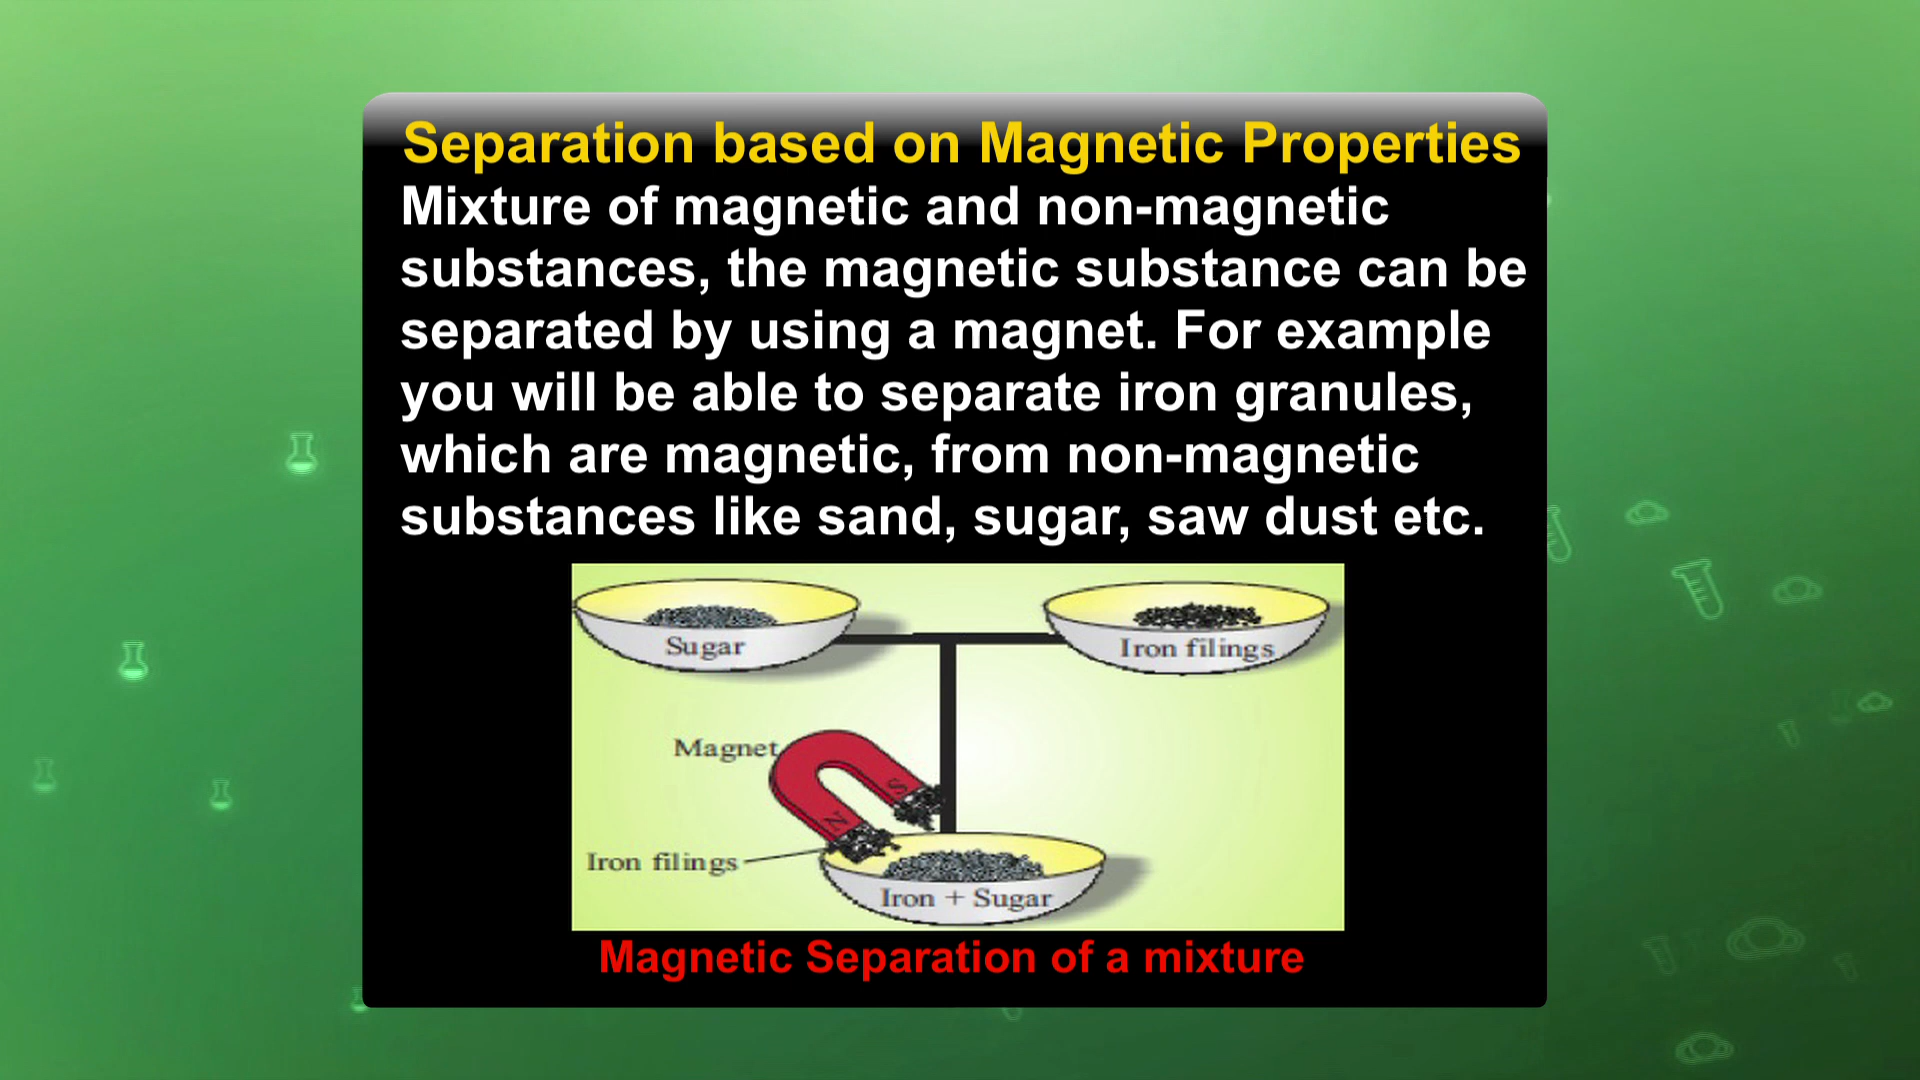 Separation based on Magnetic Properties
Mixture of magnetic and non-magnetic
substances, the magnetic substance can be
separated by using a magnet. For example
you will be able to separate iron granules,
which are magnetic, from non-magnetic
substances like sand, sugar, saw dust etc.
Sugar
Iron filings
Magnet
S
N
Iron filings
Iron + Sugar
Magnetic Separation of a mixture